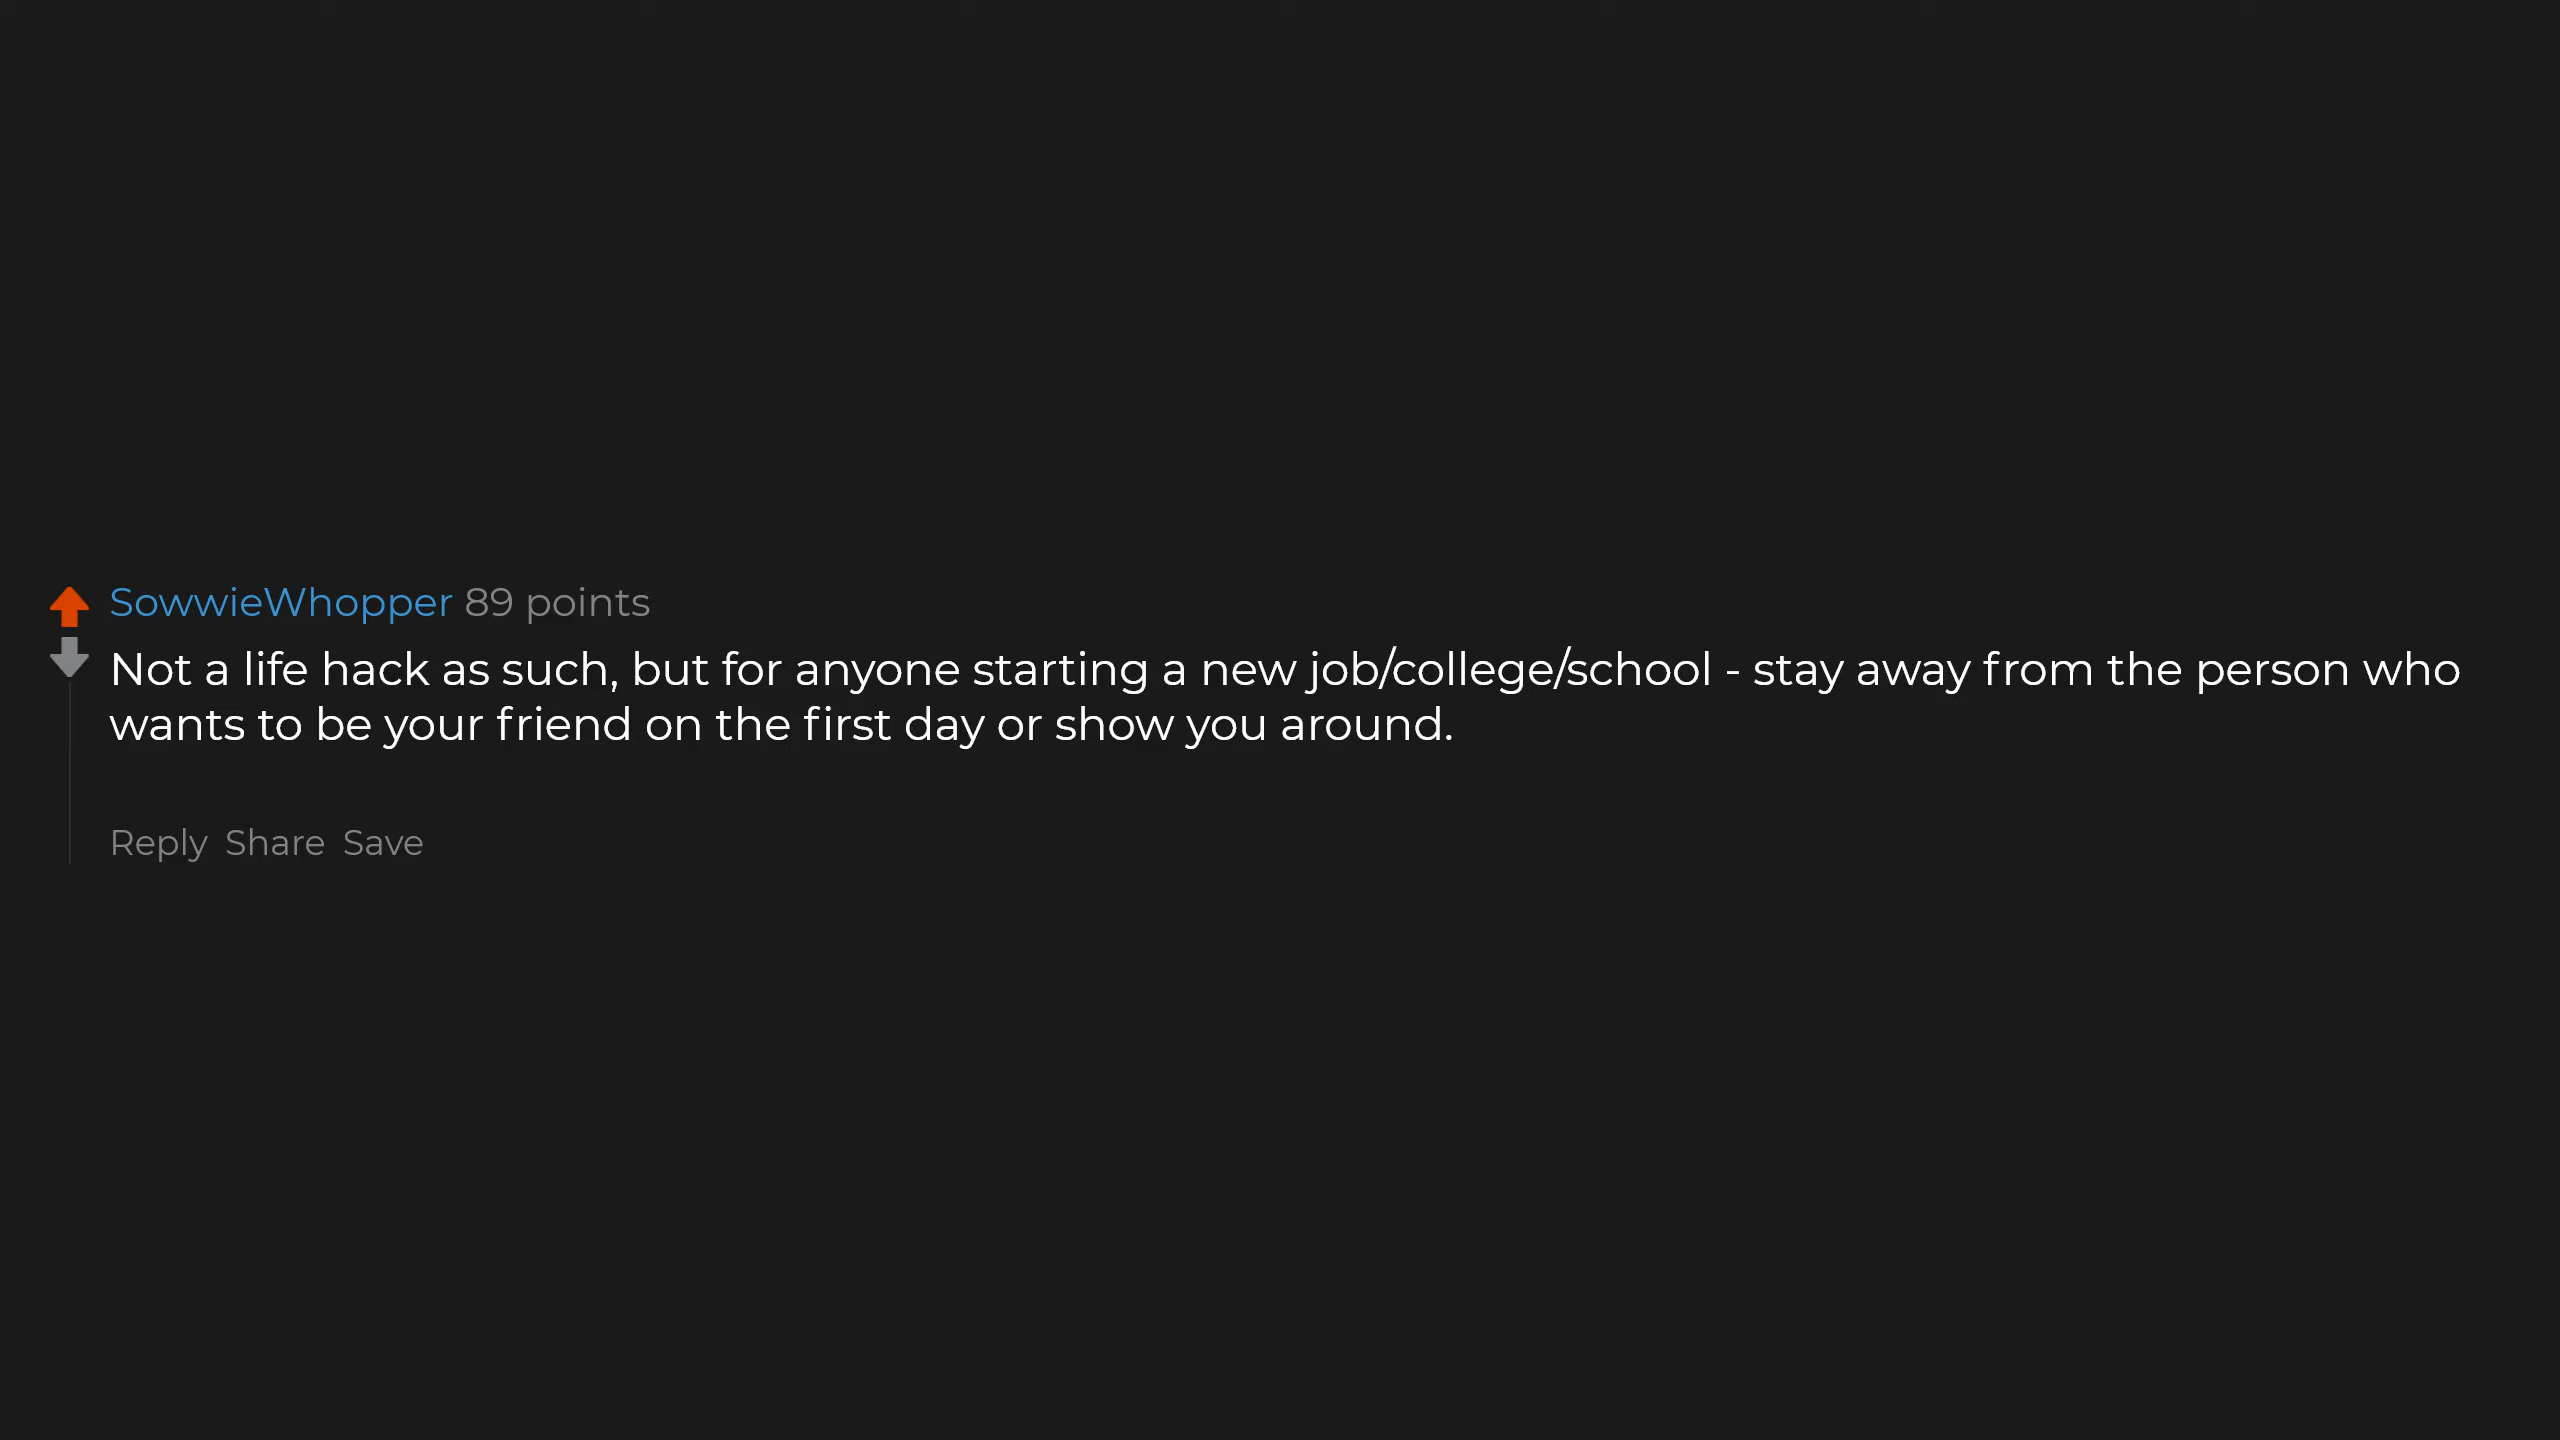 SowwieWhopper 89 points
Not a life hack as such, but for anyone starting a new job/college/school - stay away from the person who
wants to be your friend on the first day or show you around.
Reply Share Save